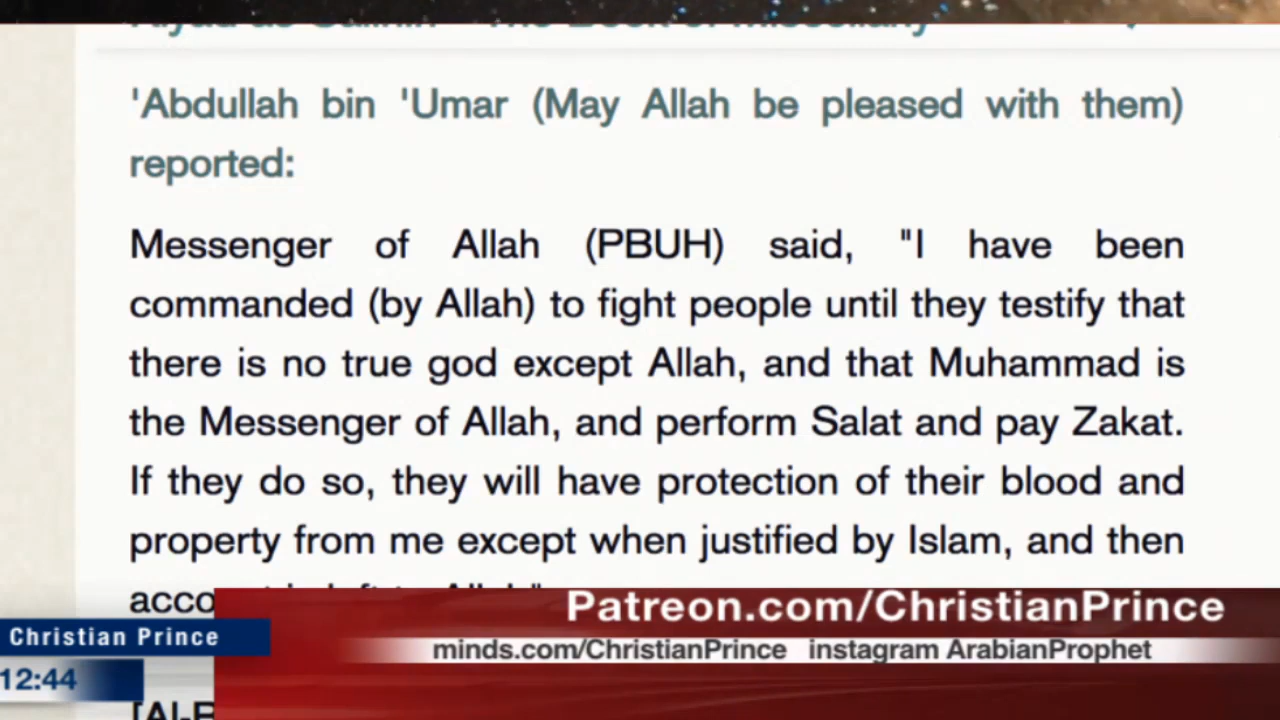 'Abdullah bin 'Umar (May Allah be pleased with them)
reported:
Messenger of Allah (PBUH) said, "I have been
commanded (by Allah) to fight people until they testify that
there is no true god except Allah, and that Muhammad is
the Messenger of Allah, and perform Salat and pay Zakat.
If they do so, they will have protection of their blood and
property from me except when justified by Islam, and then
Patreon.com/ChristianPrince
Christian Prince
minds.com/ChristianPrince instagram ArabianProphet
12:44